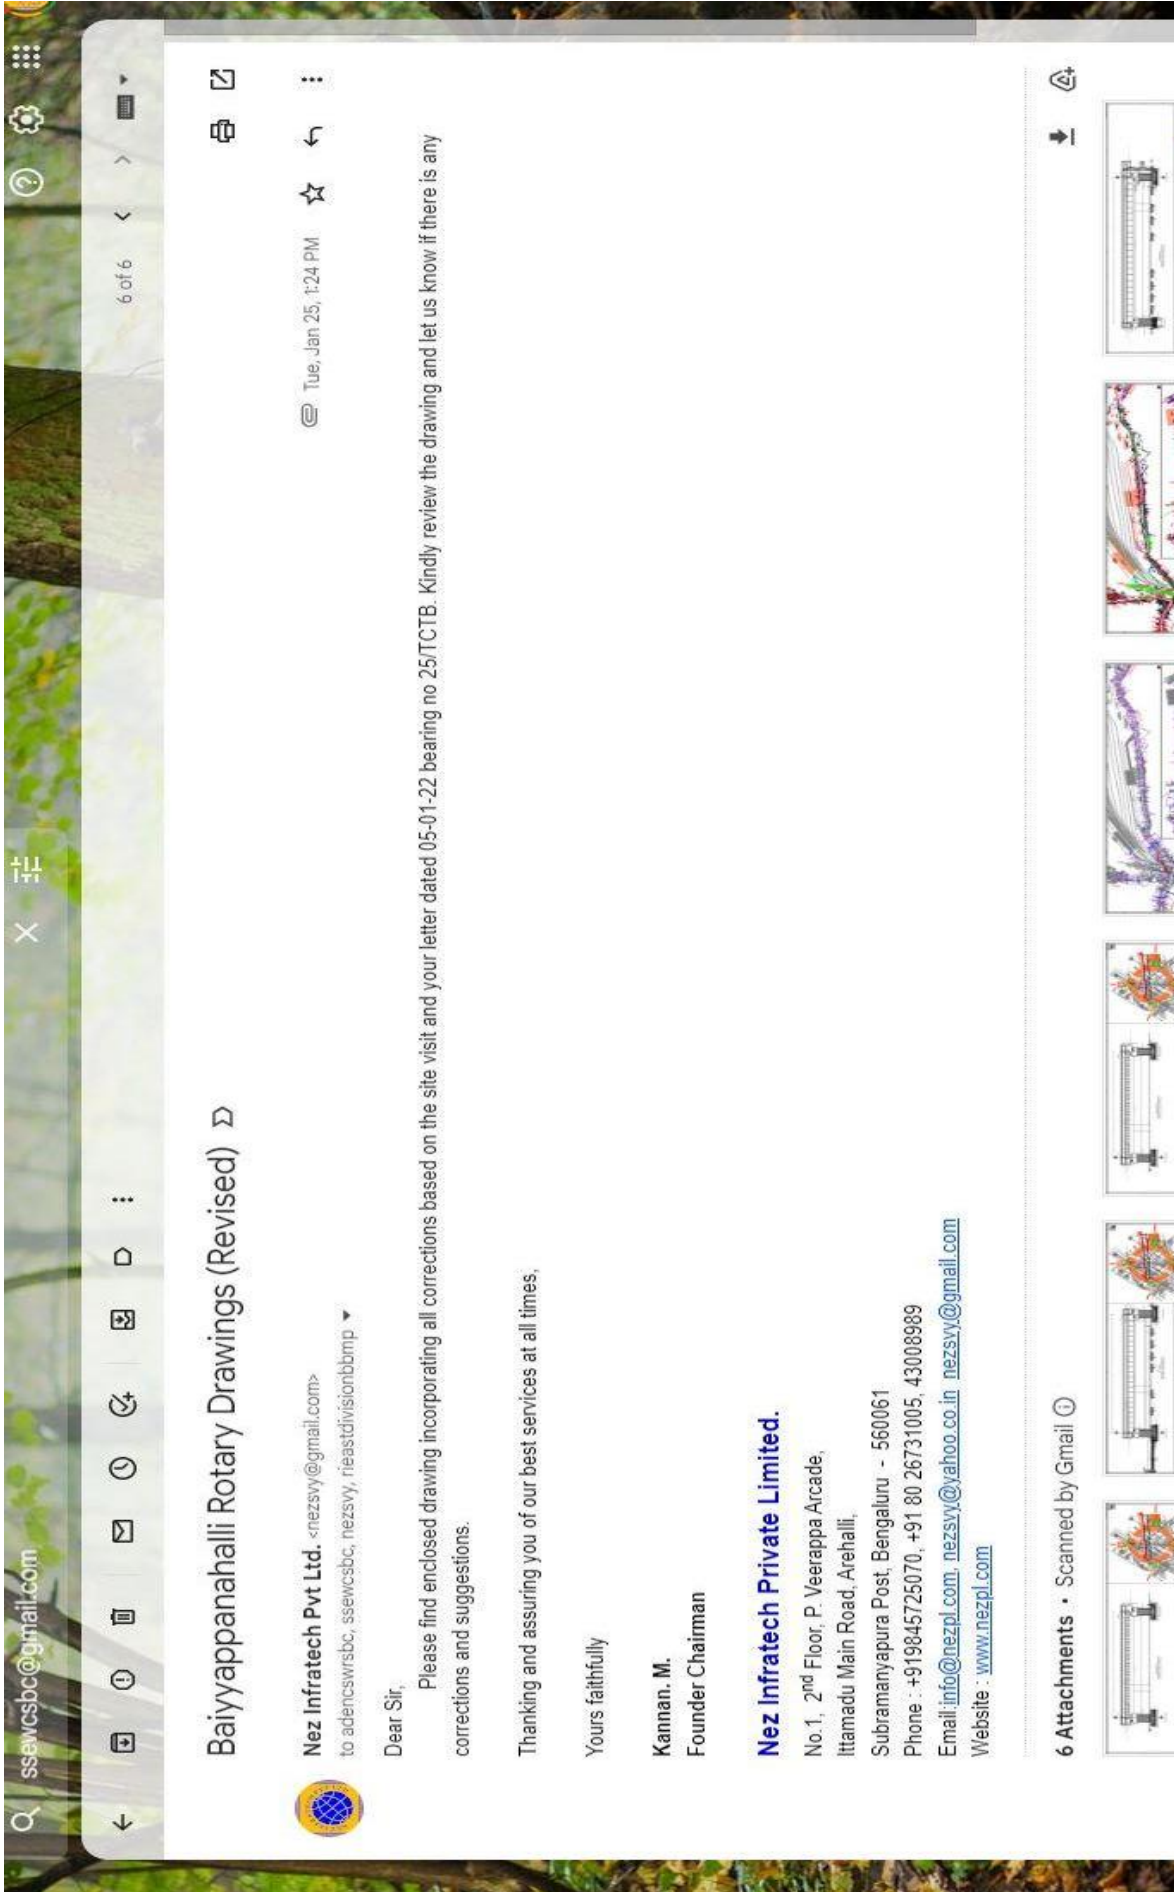 ssewcsbc@gmail.com
6 of 6
Baiyyappanahalli Rotary Drawings (Revised)
Nez Infratech Pvt Ltd. <nezsvy@gmail.com>
Tue, Jan 25, 1:24 PM
to adencswrsbc, ssewcsbc, nezsvy, rieastdivisionbbmp
Dear Sir,
Please find enclosed drawing incorporating all corrections based on the site visit and your letter dated 05-01-22 bearing no 25/TCTB. Kindly review the drawing and let us know if there is any
corrections and suggestions.
Thanking and assuring you of our best services at all times,
Yours faithfully
Kannan. M.
Founder Chairman
Nez Infratech Private Limited.
No.1, 2nd Floor, P. Veerappa Arcade,
Ittamadu Main Road, Arehalli,
Subramanyapura Post, Bengaluru - 560061
Phone : +919845725070, +91 80 26731005, 43008989
Email:info@nezpl.com, nezsvy@yahoo.co.in nezsvy@gmail.com
Website : www.nezpl.com
6 Attachments • Scanned by Gmail